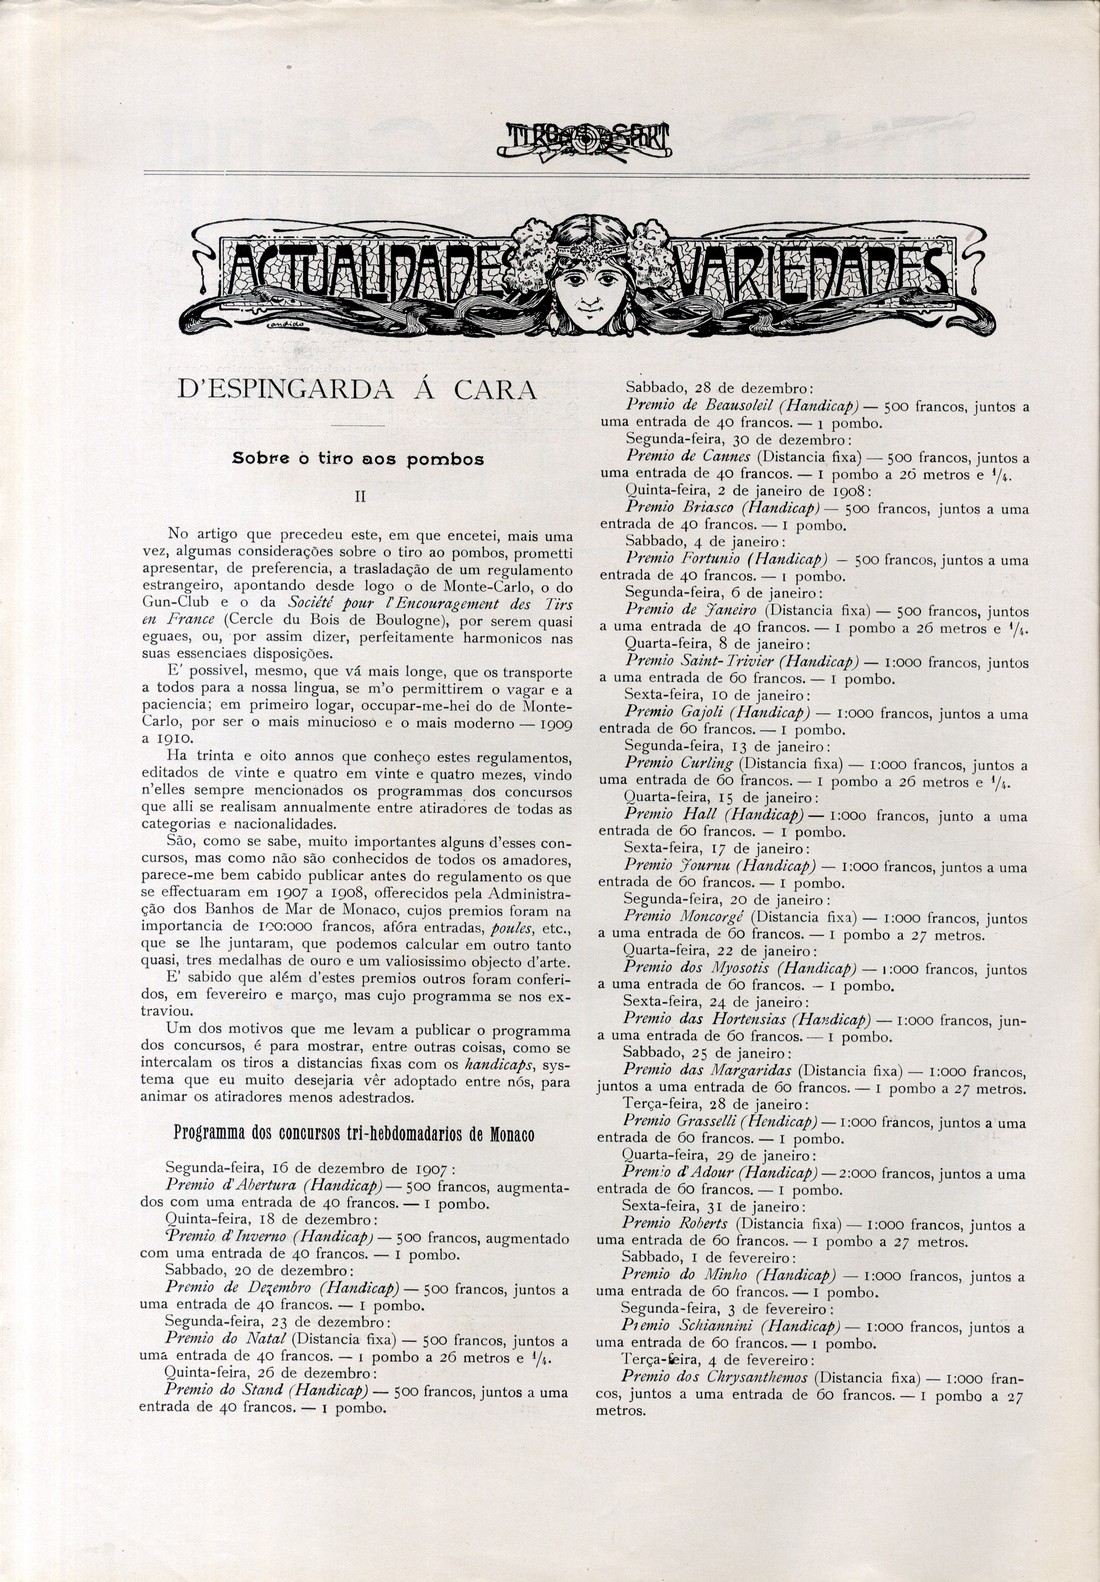 TIRO E SPORT
ACTUALIDADES VARIEDADES
candido
D'ESPINGARDA Á CARA
Sobre o tiro aos pombos
II
No artigo que precedeu este, em que encetei, mais uma
vez, algumas considerações sobre o tiro ao pombos, prometti
apresentar, de preferencia, a trasladação de um regulamento
estrangeiro, apontando desde logo o de Monte-Carlo, o do
Gun-Club e o da Société pour l'Encouragement des Tirs
en France (Cercle du Bois de Boulogne), por serem quasi
eguaes, ou, por assim dizer, perfeitamente harmonicos nas
suas essenciaes disposições.
E' possivel, mesmo, que vá mais longe, que os transporte
a todos para a nossa lingua, se m'o permittirem o vagar e a
paciencia; em primeiro logar, occupar-me-hei do de Monte-
Carlo, por ser o mais minucioso e o mais moderno — 1909
a 1910.
Ha trinta e oito annos que conheço estes regulamentos,
editados de vinte e quatro em vinte e quatro mezes, vindo
n'elles sempre mencionados os programmas dos concursos
que alli se realisam annualmente entre atiradores de todas as
categorias e nacionalidades.
São, como se sabe, muito importantes alguns d'esses con-
cursos, mas como não são conhecidos de todos os amadores,
parece-me bem cabido publicar antes do regulamento os que
se effectuaram em 1907 a 1908, offerecidos pela Administra-
ção dos Banhos de Mar de Monaco, cujos premios foram na
importancia de 100:000 francos, afóra entradas, poules, etc.,
que se lhe juntaram, que podemos calcular em outro tanto
quasi, tres medalhas de ouro e um valiosissimo objecto d'arte.
E' sabido que além d'estes premios outros foram conferi-
dos, em fevereiro e março, mas cujo programma se nos ex-
traviou.
Um dos motivos que me levam a publicar o programma
dos concursos, é para mostrar, entre outras coisas, como se
intercalam os tiros a distancias fixas com os handicaps, sys-
tema que eu muito desejaria vêr adoptado entre nós, para
animar os atiradores menos adestrados.
Programma dos concursos tri-hebdomadarios de Monaco
Segunda-feira, 16 de dezembro de 1907 :
Premio d'Abertura (Handicap) — 500 francos, augmenta-
dos com uma entrada de 40 francos. — 1 pombo.
Quinta-feira, 18 de dezembro :
Premio d'Inverno (Handicap) — 500 francos, augmentado
com uma entrada de 40 francos. — 1 pombo.
Sabbado, 20 de dezembro :
Premio de Dezembro (Handicap) — 500 francos, juntos a
uma entrada de 40 francos. — 1 pombo.
Segunda-feira, 23 de dezembro :
Premio do Natal (Distancia fixa) — 500 francos, juntos a
uma entrada de 40 francos. — 1 pombo a 26 metros e 1/4.
Quinta-feira, 26 de dezembro :
Premio do Stand (Handicap) — 500 francos, juntos a uma
entrada de 40 francos. — 1 pombo.
Sabbado, 28 de dezembro :
Premio de Beausoleil (Handicap) — 500 francos, juntos a
uma entrada de 40 francos. — 1 pombo.
Segunda-feira, 30 de dezembro :
Premio de Cannes (Distancia fixa) — 500 francos, juntos a
uma entrada de 40 francos. — 1 pombo a 26 metros e 1/4.
Quinta-feira, 2 de janeiro de 1908 :
Premio Briasco (Handicap) — 500 francos, juntos a uma
entrada de 40 francos. — 1 pombo.
Sabbado, 4 de janeiro :
Premio Fortunio (Handicap) — 500 francos, juntos a uma
entrada de 40 francos. — 1 pombo.
Segunda-feira, 6 de janeiro :
Premio de Janeiro (Distancia fixa) — 500 francos, juntos
a uma entrada de 40 francos. — 1 pombo a 26 metros e 1/4.
Quarta-feira, 8 de janeiro :
Premio Saint-Trivier (Handicap) — 1:000 francos, juntos
a uma entrada de 60 francos. — 1 pombo.
Sexta-feira, 10 de janeiro :
Premio Gajoli (Handicap) — 1:000 francos, juntos a uma
entrada de 60 francos. — 1 pombo.
Segunda-feira, 13 de janeiro :
Premio Curling (Distancia fixa) — 1:000 francos, juntos a
uma entrada de 60 francos. — 1 pombo a 26 metros e 1/4.
Quarta-feira, 15 de janeiro :
Premio Hall (Handicap) — 1:000 francos, junto a uma
entrada de 60 francos. — 1 pombo.
Sexta-feira, 17 de janeiro :
Premio Journu (Handicap) — 1:000 francos, juntos a uma
entrada de 60 francos. — 1 pombo.
Segunda-feira, 20 de janeiro :
Premio Moncorgé (Distancia fixa) — 1:000 francos, juntos
a uma entrada de 60 francos. — 1 pombo a 27 metros.
Quarta-feira, 22 de janeiro :
Premio dos Myosotis (Handicap) — 1:000 francos, juntos
a uma entrada de 60 francos. — 1 pombo.
Sexta-feira, 24 de janeiro :
Premio das Hortensias (Handicap) — 1:000 francos, jun-
a uma entrada de 60 francos. — 1 pombo.
Sabbado, 25 de janeiro :
Premio das Margaridas (Distancia fixa) — 1:000 francos,
juntos a uma entrada de 60 francos. — 1 pombo a 27 metros.
Terça-feira, 28 de janeiro :
Premio Grasselli (Hendicap) — 1:000 francos, juntos a uma
entrada de 60 francos. — 1 pombo.
Quarta-feira, 29 de janeiro :
Premio d'Adour (Handicap) — 2:000 francos, juntos a uma
entrada de 60 francos. — 1 pombo.
Sexta-feira, 31 de janeiro :
Premio Roberts (Distancia fixa) — 1:000 francos, juntos a
uma entrada de 60 francos. — 1 pombo a 27 metros.
Sabbado, 1 de fevereiro :
Premio do Minho (Handicap) — 1:000 francos, juntos a
uma entrada de 60 francos. — 1 pombo.
Segunda-feira, 3 de fevereiro :
Premio Schiannini (Handicap) — 1:000 francos, juntos a
uma entrada de 60 francos. — 1 pombo.
Terça-feira, 4 de fevereiro :
Premio dos Chrysanthemos (Distancia fixa) — 1:000 fran-
cos, juntos a uma entrada de 60 francos. — 1 pombo a 27
metros.